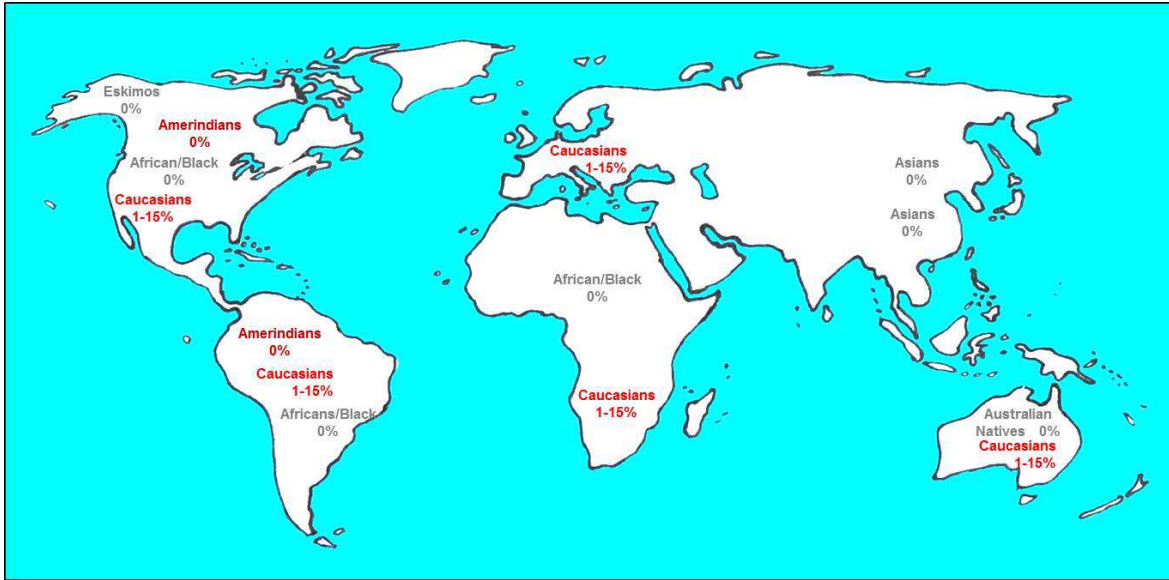 Eskimos
0%
Amerindians
0%
African/Black
0%
Caucasians
1-15%
Amerindians
0%
Caucasians
1-15%
Africans/Black
0%
Caucasians
1-15%
African/Black
0%
Caucasians
1-15%
Asians
0%
Asians
0%
Australian
Natives 0%
Caucasians
1-15%